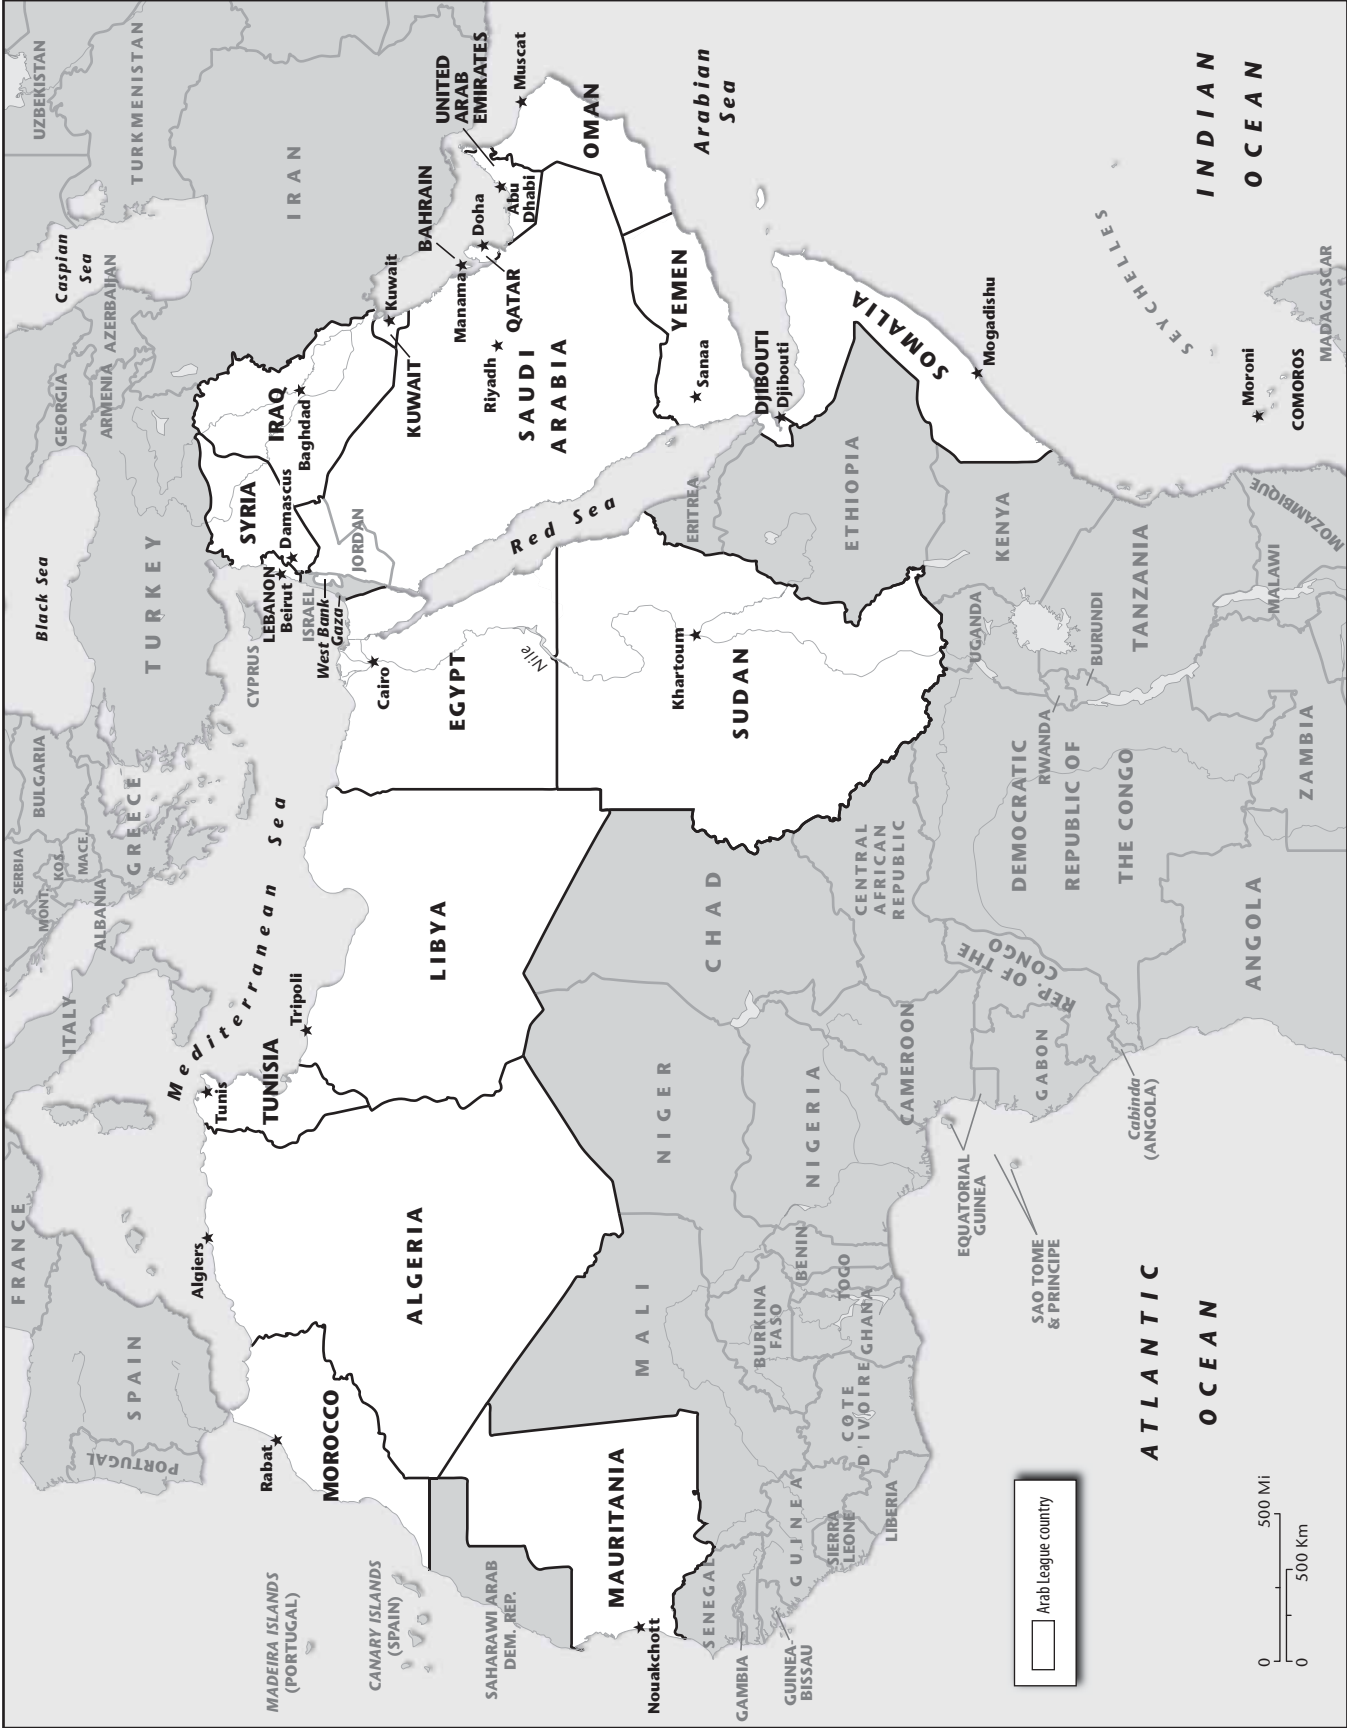 FRANCE
SPAIN
PORTUGAL
ITALY
MONT.
SERBIA
KOS.
MACE.
ALBANIA
BULGARIA
GREECE
Black Sea
TURKEY
CYPRUS
GEORGIA
ARMENIA
AZERBAIJAN
Caspian
Sea
UZBEKISTAN
TURKMENISTAN
IRAN
Mediterranean Sea
MADEIRA ISLANDS
(PORTUGAL)
CANARY ISLANDS
(SPAIN)
SAHARAWI ARAB
DEM. REP.
Rabat
MOROCCO
Algiers
ALGERIA
Tunis
TUNISIA
Tripoli
LIBYA
Cairo
EGYPT
Nile
LEBANON
Beirut
ISRAEL
West Bank
Gaza
SYRIA
Damascus
JORDAN
IRAQ
Baghdad
Kuwait
KUWAIT
BAHRAIN
Manama
Doha
QATAR
Riyadh
SAUDI
ARABIA
UNITED
ARAB
EMIRATES
Abu
Dhabi
Muscat
OMAN
YEMEN
Sanaa
Red Sea
Arabian
Sea
Nouakchott
MAURITANIA
MALI
NIGER
CHAD
Khartoum
SUDAN
ERITREA
ETHIOPIA
DJIBOUTI
Djibouti
SOMALIA
Mogadishu
SENEGAL
GAMBIA
GUINEA-
BISSAU
GUINEA
SIERRA
LEONE
LIBERIA
COTE
D'IVOIRE
BURKINA
FASO
GHANA
TOGO
BENIN
NIGERIA
CAMEROON
CENTRAL
AFRICAN
REPUBLIC
EQUATORIAL
GUINEA
SAO TOME
& PRINCIPE
GABON
REP. OF THE
CONGO
Cabinda
(ANGOLA)
DEMOCRATIC
REPUBLIC OF
THE CONGO
UGANDA
RWANDA
BURUNDI
KENYA
TANZANIA
ANGOLA
ZAMBIA
MALAWI
MOZAMBIQUE
Moroni
COMOROS
MADAGASCAR
SEYCHELLES
INDIAN
OCEAN
ATLANTIC
OCEAN
Arab League country
0 500 Mi
0 500 Km